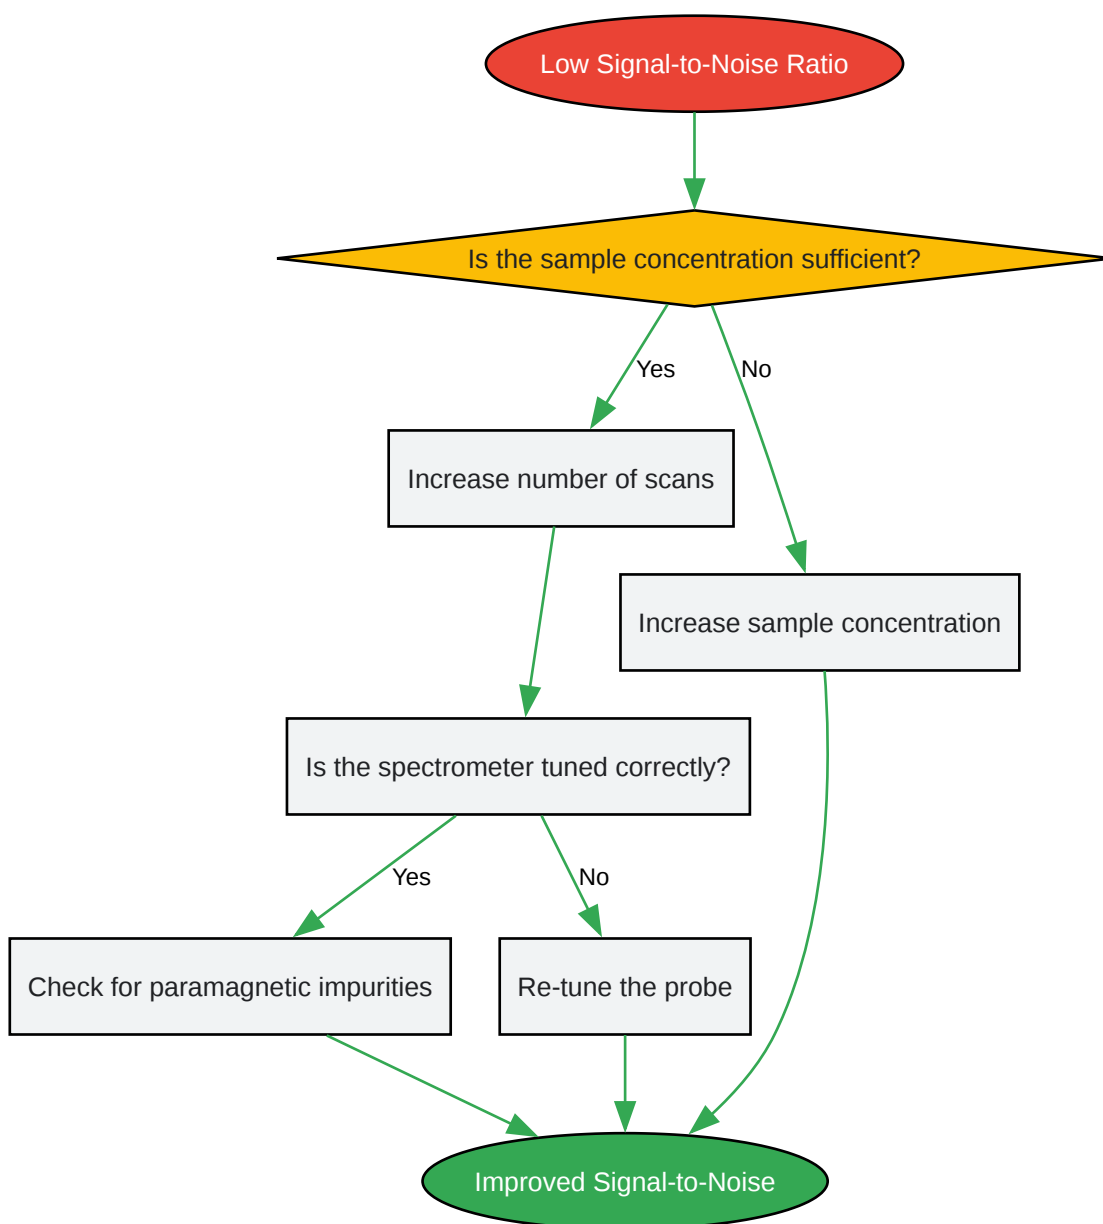 Low Signal-to-Noise Ratio
Is the sample concentration sufficient?
Yes
No
Increase number of scans
Increase sample concentration
Is the spectrometer tuned correctly?
Yes
No
Check for paramagnetic impurities
Re-tune the probe
Improved Signal-to-Noise